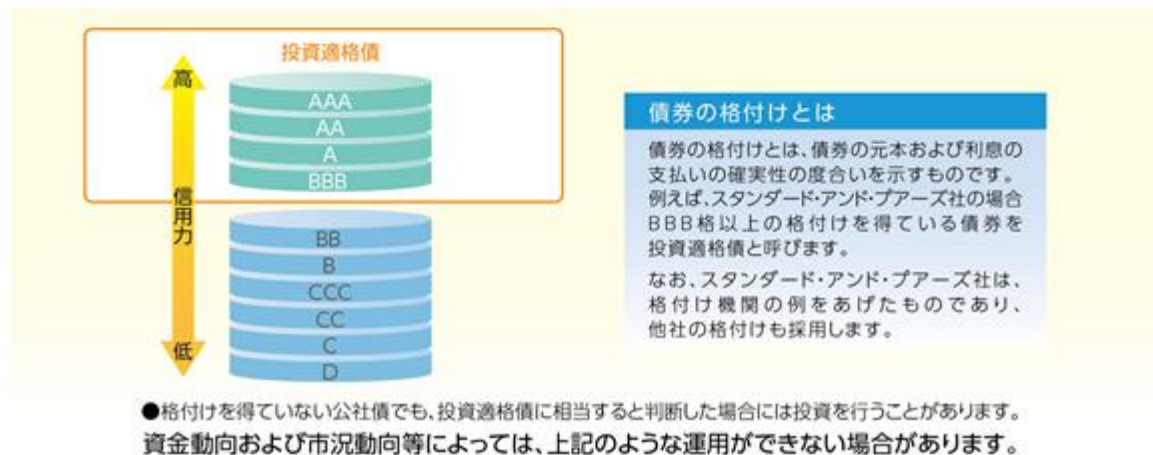 投資適格債
高
AAA
AA
A
BBB
信用力
BB
B
CCC
CC
C
D
低
債券の格付けとは
債券の格付けとは、債券の元本および利息の
支払いの確実性の度合いを示すものです。
例えば、スタンダード・アンド・プアーズ社の場合
BBB格以上の格付けを得ている債券を
投資適格債と呼びます。
なお、スタンダード・アンド・プアーズ社は、
格付け機関の例をあげたものであり、
他社の格付けも採用します。
●格付けを得ていない公社債でも、投資適格債に相当すると判断した場合には投資を行うことがあります。
資金動向および市況動向等によっては、上記のような運用ができない場合があります。